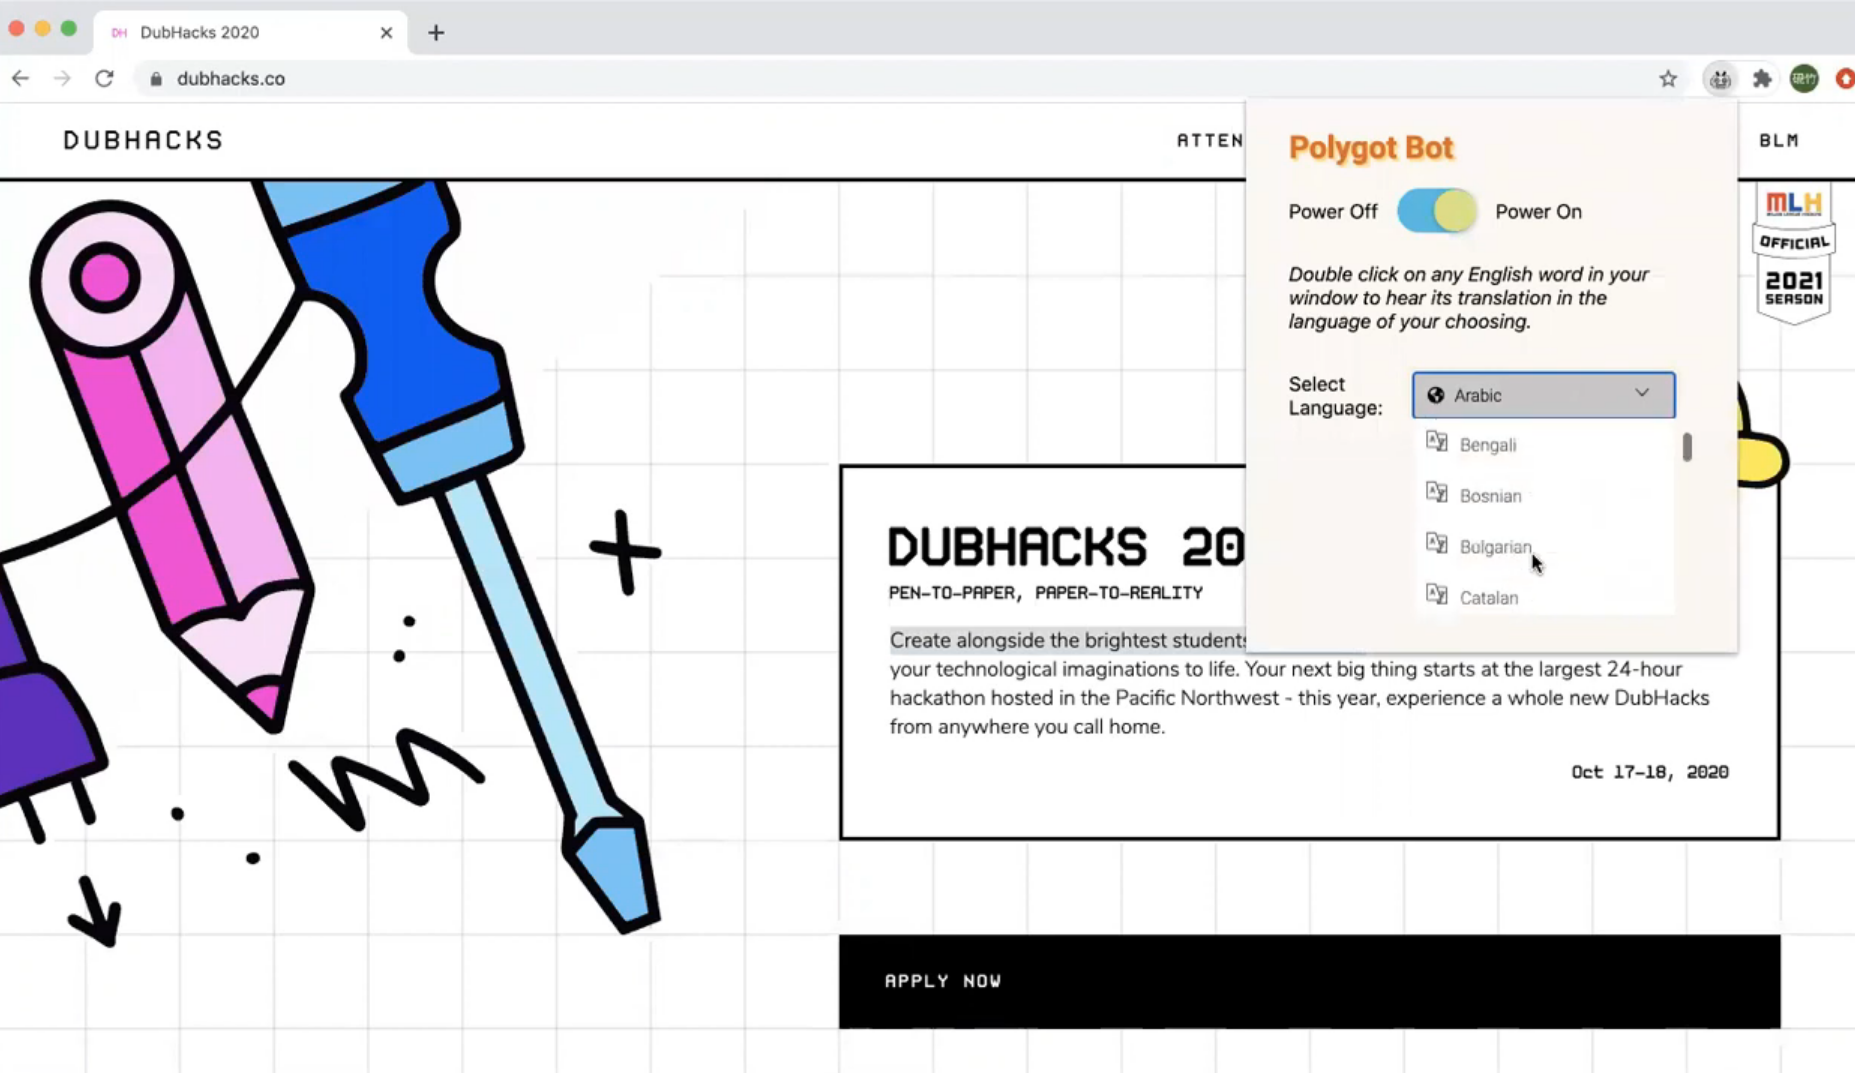 DH DubHacks 2020
dubhacks.co
DUBHACKS
ATTEN
BLM
Polygot Bot
Power Off
Power On
Double click on any English word in your
window to hear its translation in the
language of your choosing.
Select
Language:
Arabic
Bengali
Bosnian
Bolgarian
Catalan
MLH
OFFICIAL
2021
SEASON
DUBHACKS 20
PEN-TO-PAPER, PAPER-TO-REALITY
Create alongside the brightest students
your technological imaginations to life. Your next big thing starts at the largest 24-hour
hackathon hosted in the Pacific Northwest - this year, experience a whole new DubHacks
from anywhere you call home.
Oct 17-18, 2020
APPLY NOW